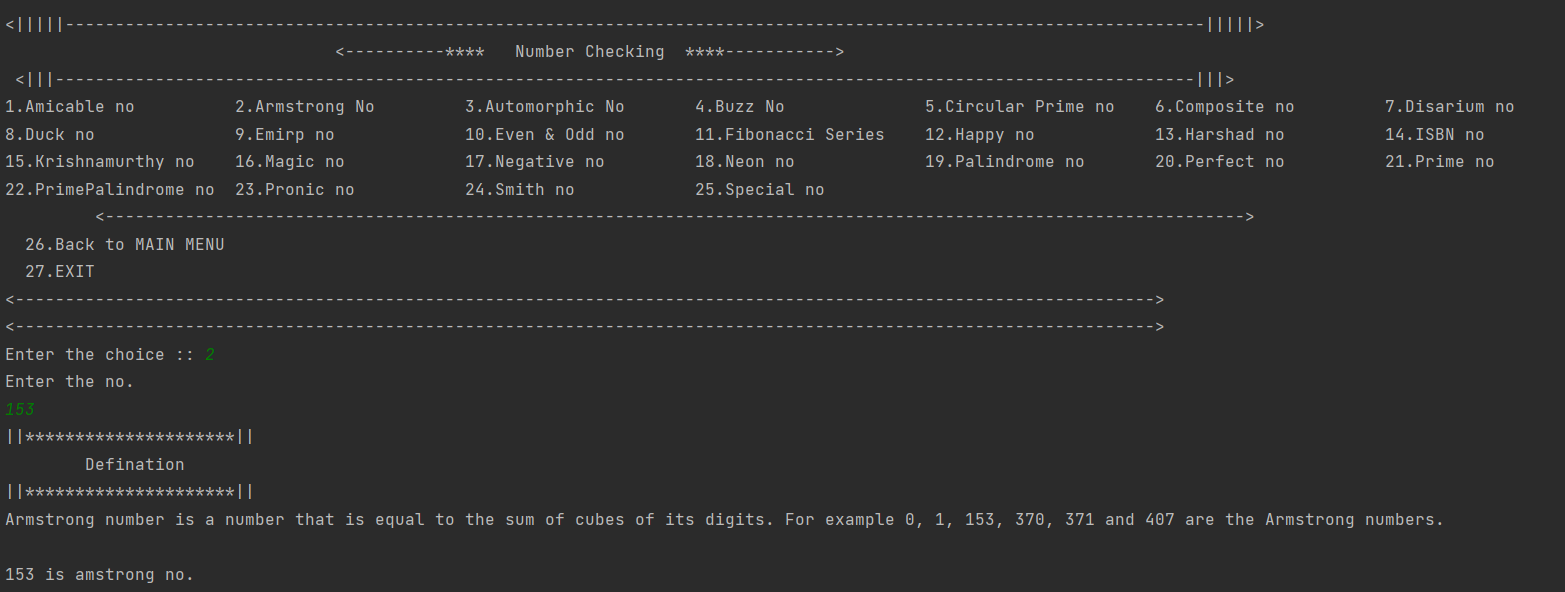 <|||||------------------------------------------------------------------------------------------------------------------|||||>
<----------**** Number Checking ****----------->
<|||------------------------------------------------------------------------------------------------------------------|||>
1.Amicable no 2.Armstrong No 3.Automorphic No 4.Buzz No 5.Circular Prime no 6.Composite no 7.Disarium no
8.Duck no 9.Emirp no 10.Even & Odd no 11.Fibonacci Series 12.Happy no 13.Harshad no 14.ISBN no
15.Krishnamurthy no 16.Magic no 17.Negative no 18.Neon no 19.Palindrome no 20.Perfect no 21.Prime no
22.PrimePalindrome no 23.Pronic no 24.Smith no 25.Special no
<------------------------------------------------------------------------------------------------------------------>
26.Back to MAIN MENU
27.EXIT
<------------------------------------------------------------------------------------------------------------------>
<------------------------------------------------------------------------------------------------------------------>
Enter the choice :: 2
Enter the no.
153
||*********************||
Defination
||*********************||
Armstrong number is a number that is equal to the sum of cubes of its digits. For example 0, 1, 153, 370, 371 and 407 are the Armstrong numbers.
153 is amstrong no.